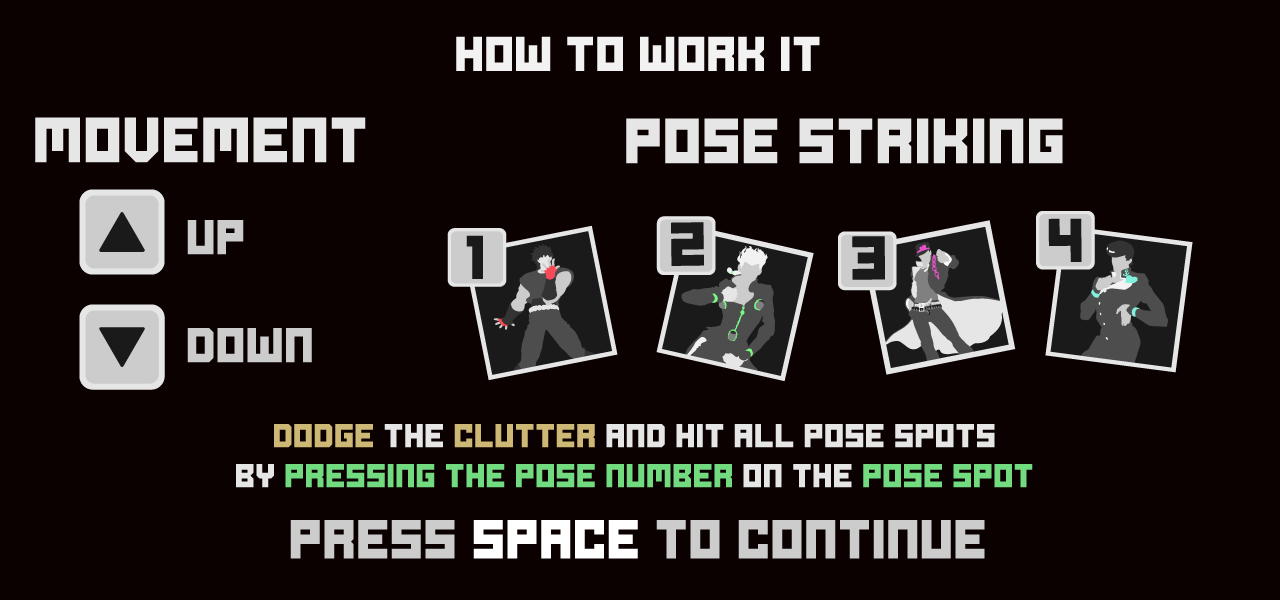 HOW TO WORK IT
MOVEMENT
UP
DOWN
POSE STRIKING
1
2
3
4
DODGE THE CLUTTER AND HIT ALL POSE SPOTS
BY PRESSING THE POSE NUMBER ON THE POSE SPOT
PRESS SPACE TO CONTINUE